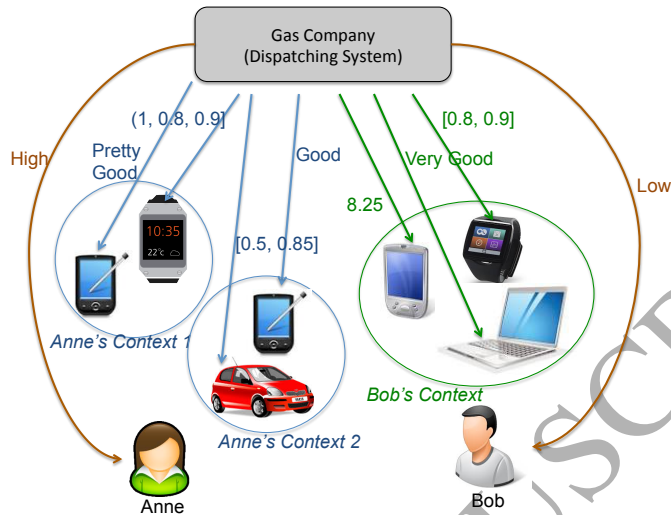 Gas Company
(Dispatching System)
(1, 0.8, 0.9]
[0.8, 0.9]
High
Pretty
Good
Good
Very Good
Low
8.25
10:35
22°c
[0.5, 0.85]
Anne's Context 1
Bob's Context
Anne's Context 2
Anne
Bob